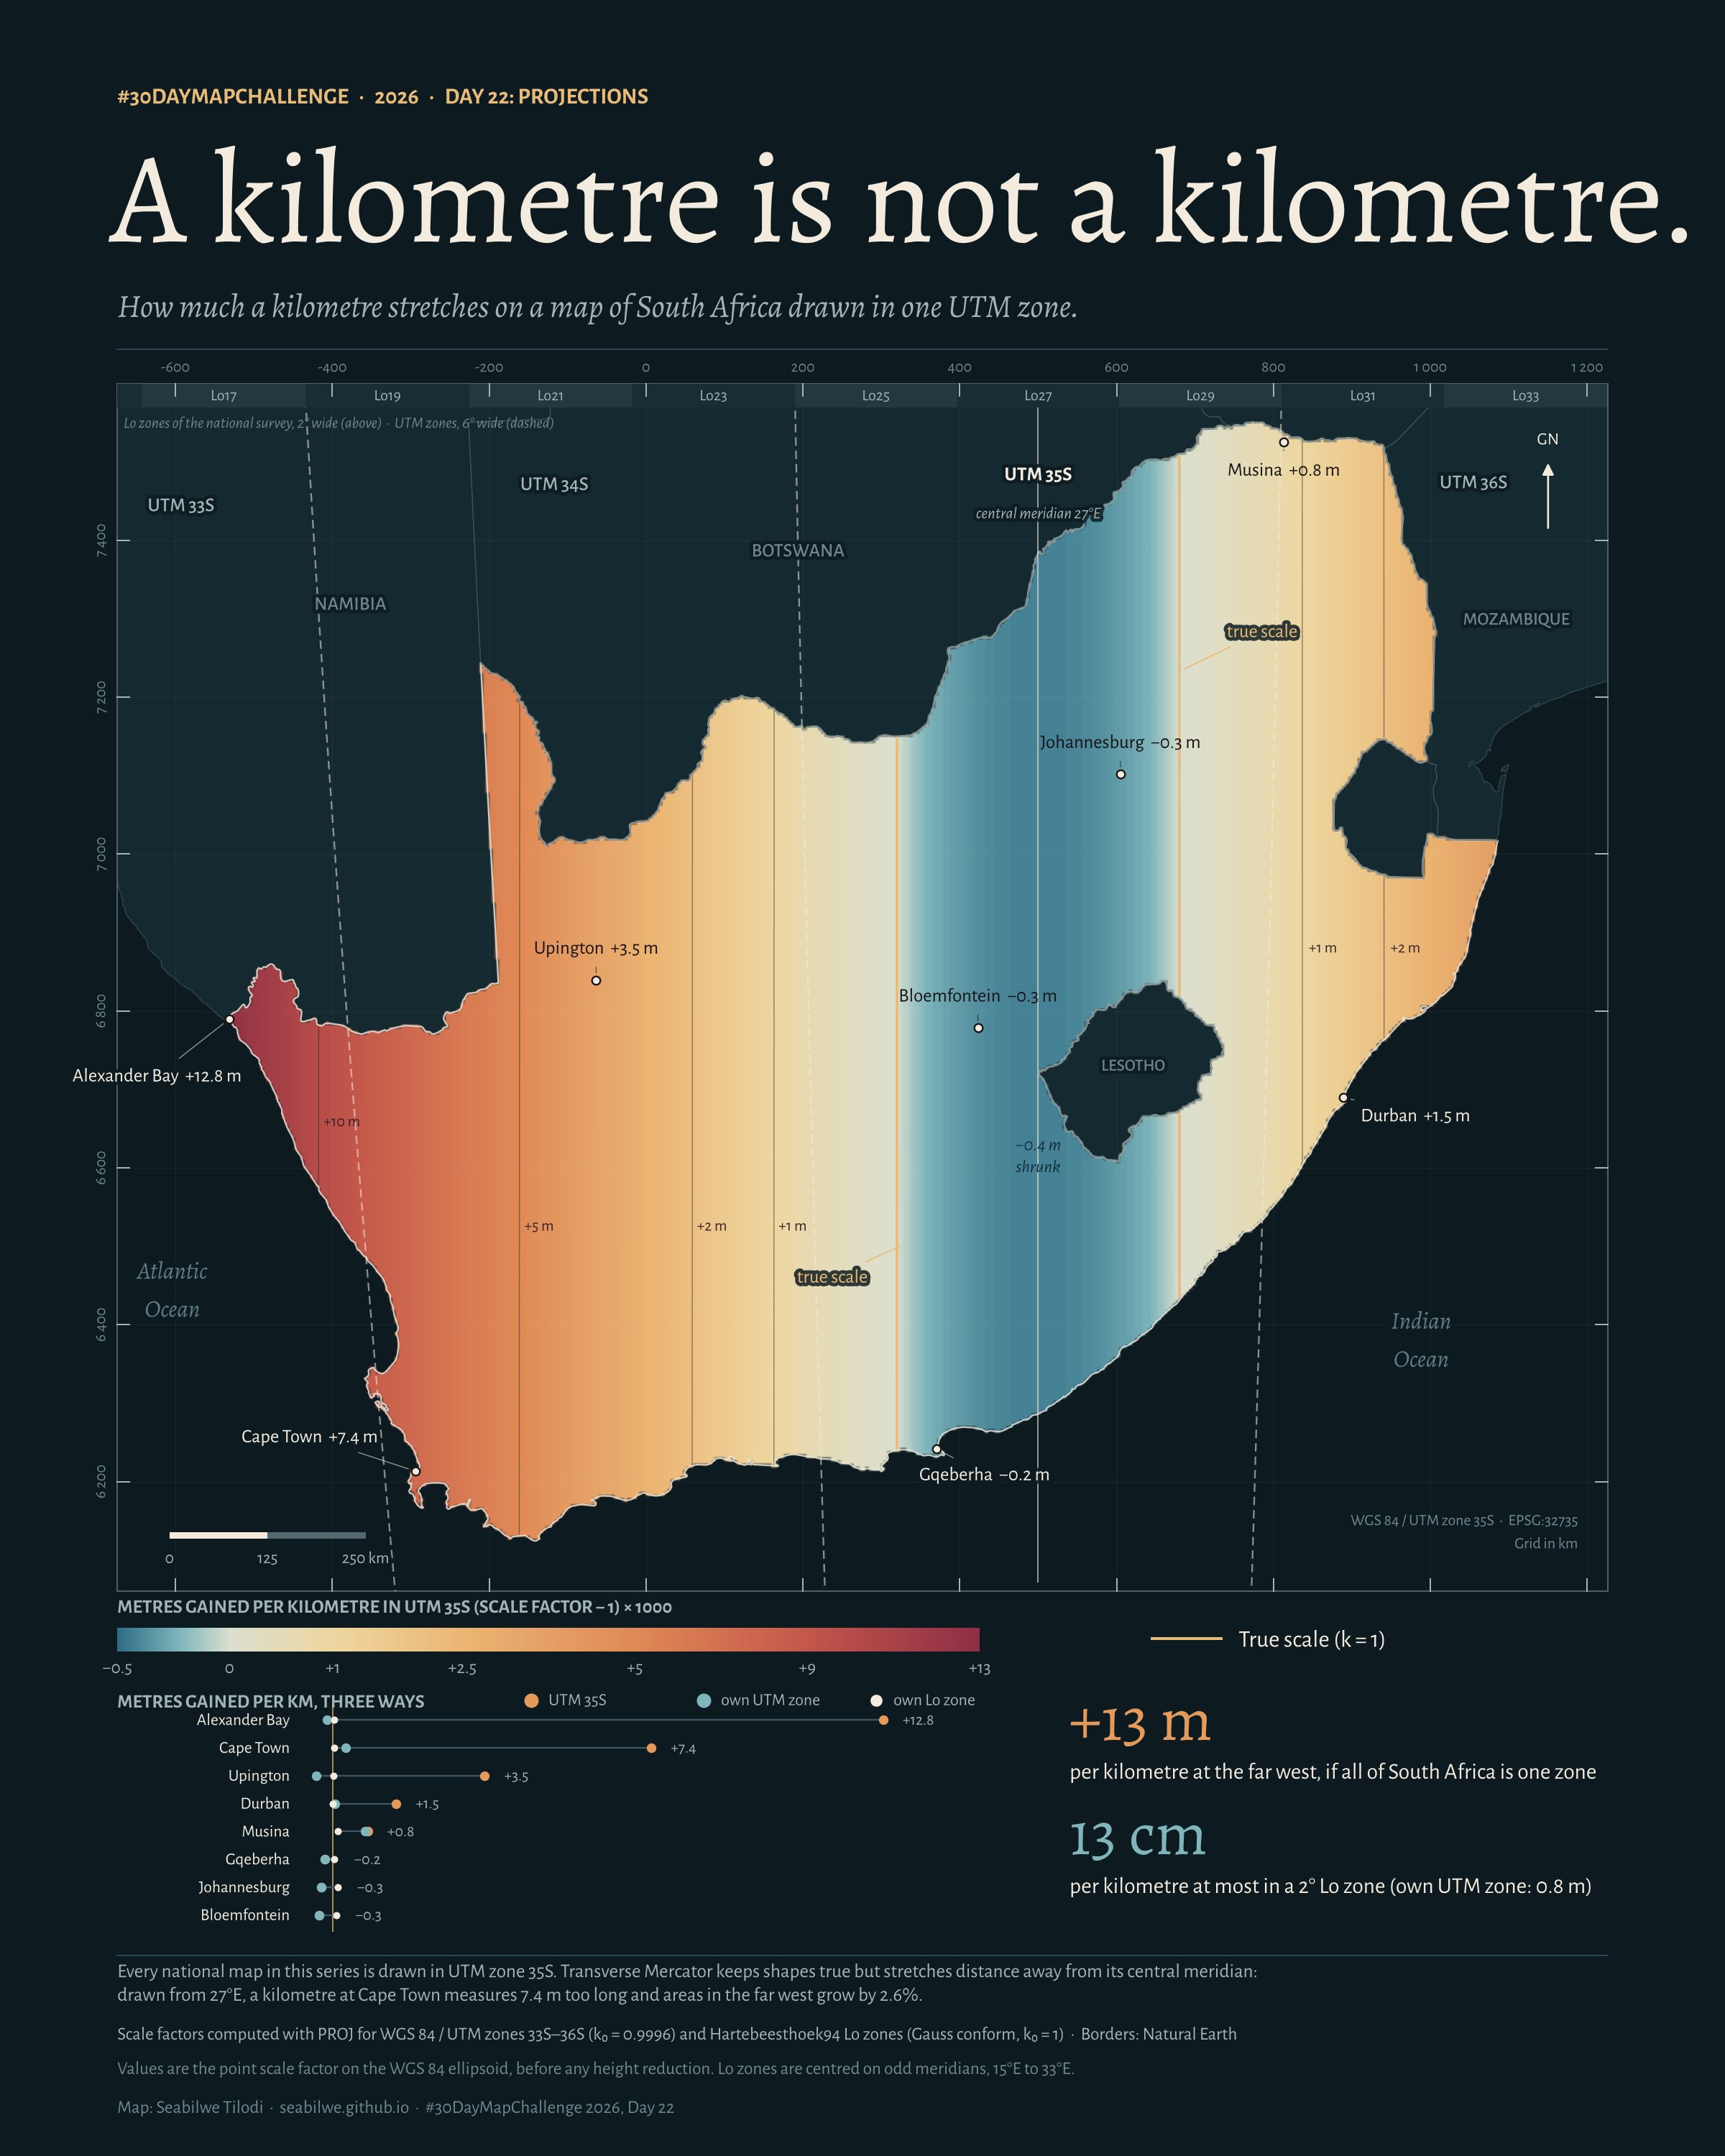 #30DAYMAPCHALLENGE · 2026 · DAY 22: PROJECTIONS
A kilometre is not a kilometre.
How much a kilometre stretches on a map of South Africa drawn in one UTM zone.
-600 -400 -200 0 200 400 600 800 1 000 1 200
Lo17 Lo19 Lo21 Lo23 Lo25 Lo27 Lo29 Lo31 Lo33
Lo zones of the national survey, 2° wide (above) · UTM zones, 6° wide (dashed)
GN
UTM 33S
UTM 34S
UTM 35S
UTM 36S
central meridian 27°E
Musina +0.8 m
7 400
BOTSWANA
NAMIBIA
MOZAMBIQUE
true scale
7 200
Johannesburg −0.3 m
7 000
Upington +3.5 m
+1 m
+2 m
Bloemfontein −0.3 m
6 800
LESOTHO
Alexander Bay +12.8 m
Durban +1.5 m
+10 m
−0.4 m
shrunk
6 600
+5 m
+2 m
+1 m
true scale
Atlantic
Ocean
Indian
Ocean
6 400
Cape Town +7.4 m
Gqeberha −0.2 m
6 200
WGS 84 / UTM zone 35S · EPSG:32735
Grid in km
0 125 250 km
METRES GAINED PER KILOMETRE IN UTM 35S (SCALE FACTOR − 1) × 1000
True scale (k = 1)
−0.5 0 +1 +2.5 +5 +9 +13
METRES GAINED PER KM, THREE WAYS UTM 35S own UTM zone own Lo zone
Alexander Bay +12.8
Cape Town +7.4
Upington +3.5
Durban +1.5
Musina +0.8
Gqeberha −0.2
Johannesburg −0.3
Bloemfontein −0.3
+13 m
per kilometre at the far west, if all of South Africa is one zone
13 cm
per kilometre at most in a 2° Lo zone (own UTM zone: 0.8 m)
Every national map in this series is drawn in UTM zone 35S. Transverse Mercator keeps shapes true but stretches distance away from its central meridian:
drawn from 27°E, a kilometre at Cape Town measures 7.4 m too long and areas in the far west grow by 2.6%.
Scale factors computed with PROJ for WGS 84 / UTM zones 33S–36S (k₀ = 0.9996) and Hartebeesthoek94 Lo zones (Gauss conform, k₀ = 1) · Borders: Natural Earth
Values are the point scale factor on the WGS 84 ellipsoid, before any height reduction. Lo zones are centred on odd meridians, 15°E to 33°E.
Map: Seabilwe Tilodi · seabilwe.github.io · #30DayMapChallenge 2026, Day 22